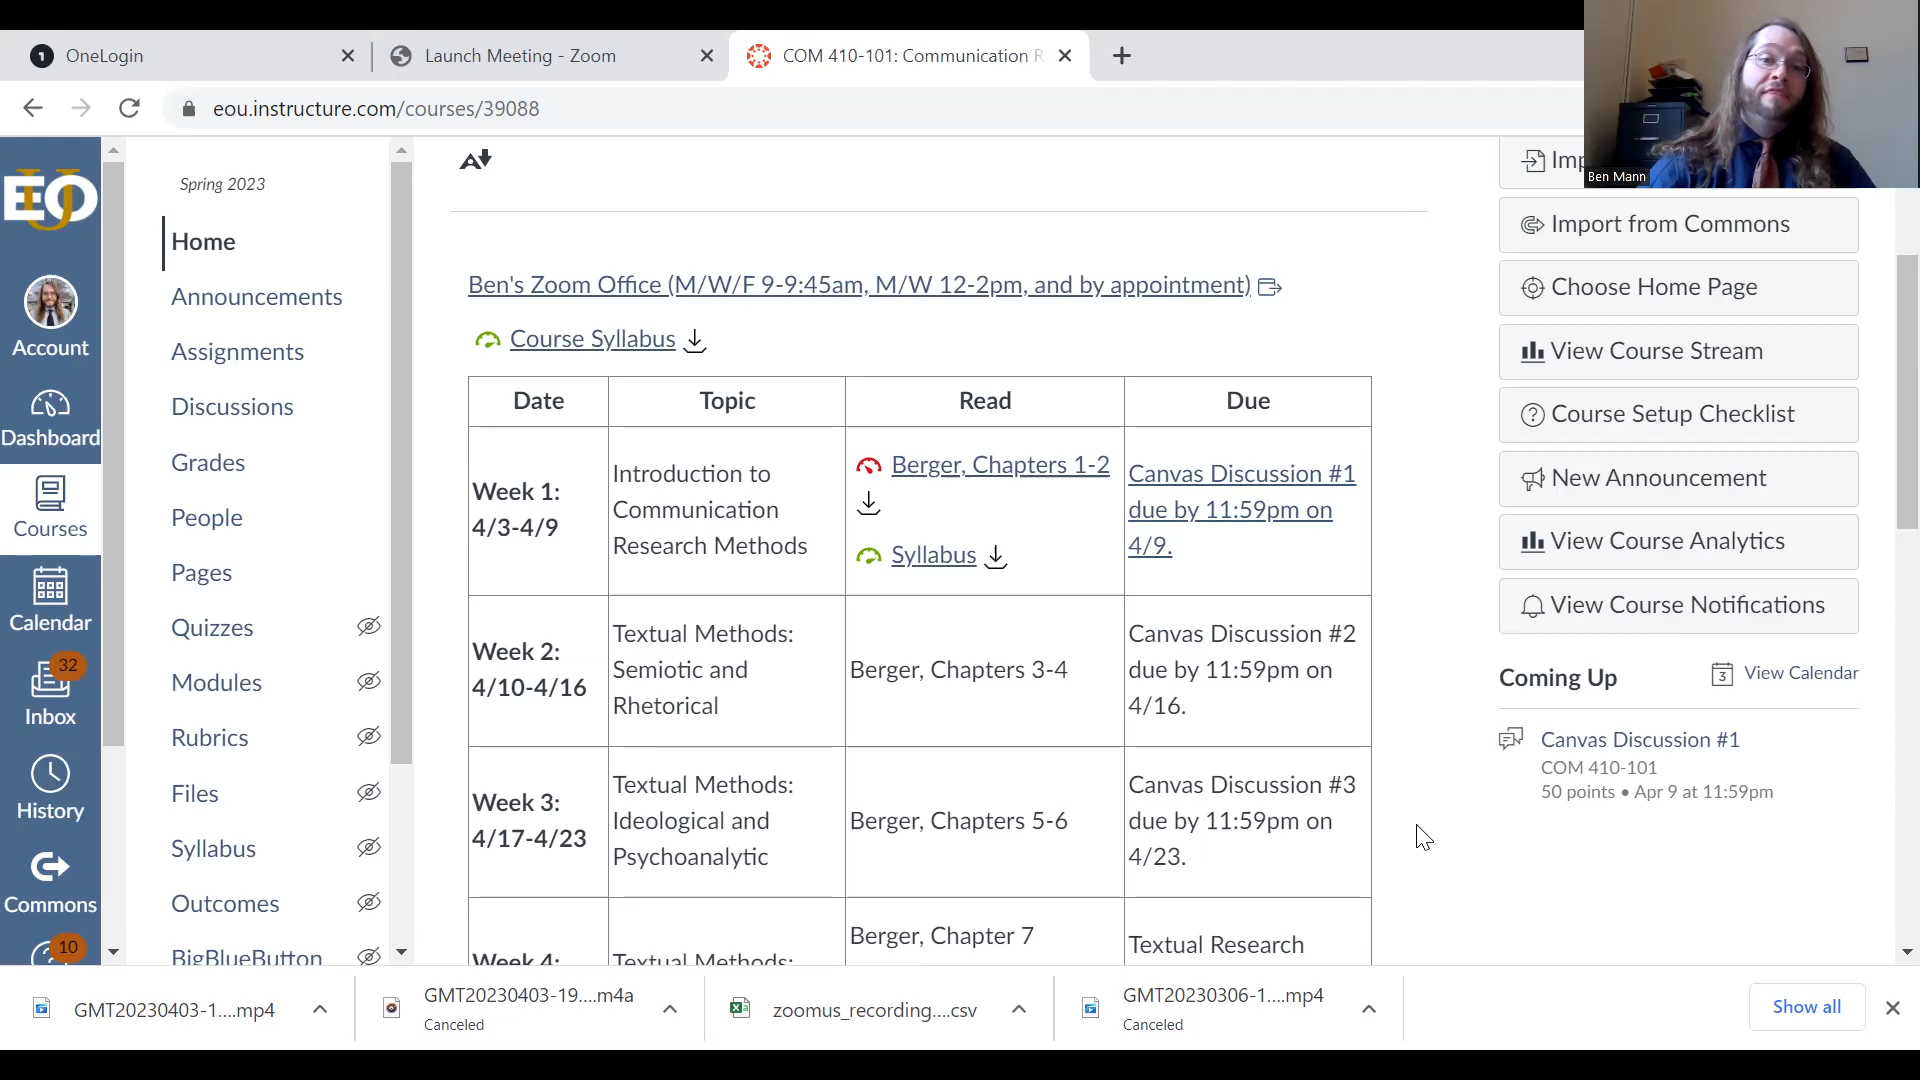 1 OneLogin
Launch Meeting - Zoom
COM 410-101: Communication R
eou.instructure.com/courses/39088
Ben Mann
EOU
Account
Dashboard
Courses
Calendar
32
Inbox
History
Commons
10
Spring 2023
Home
Announcements
Assignments
Discussions
Grades
People
Pages
Quizzes
Modules
Rubrics
Files
Syllabus
Outcomes
BigBlueButton
Ben's Zoom Office (M/W/F 9-9:45am, M/W 12-2pm, and by appointment)
Course Syllabus
Date Topic Read Due
Week 1:
4/3-4/9
Introduction to
Communication
Research Methods
Berger, Chapters 1-2
Syllabus
Canvas Discussion #1
due by 11:59pm on
4/9.
Week 2:
4/10-4/16
Textual Methods:
Semiotic and
Rhetorical
Berger, Chapters 3-4
Canvas Discussion #2
due by 11:59pm on
4/16.
Week 3:
4/17-4/23
Textual Methods:
Ideological and
Psychoanalytic
Berger, Chapters 5-6
Canvas Discussion #3
due by 11:59pm on
4/23.
Week 4:
Textual Methods:
Berger, Chapter 7
Textual Research
Imp
Import from Commons
Choose Home Page
View Course Stream
Course Setup Checklist
New Announcement
View Course Analytics
View Course Notifications
Coming Up
3 View Calendar
Canvas Discussion #1
COM 410-101
50 points • Apr 9 at 11:59pm
GMT20230403-1....mp4
GMT20230403-19....m4a
Canceled
zoomus_recording....csv
GMT20230306-1....mp4
Canceled
Show all